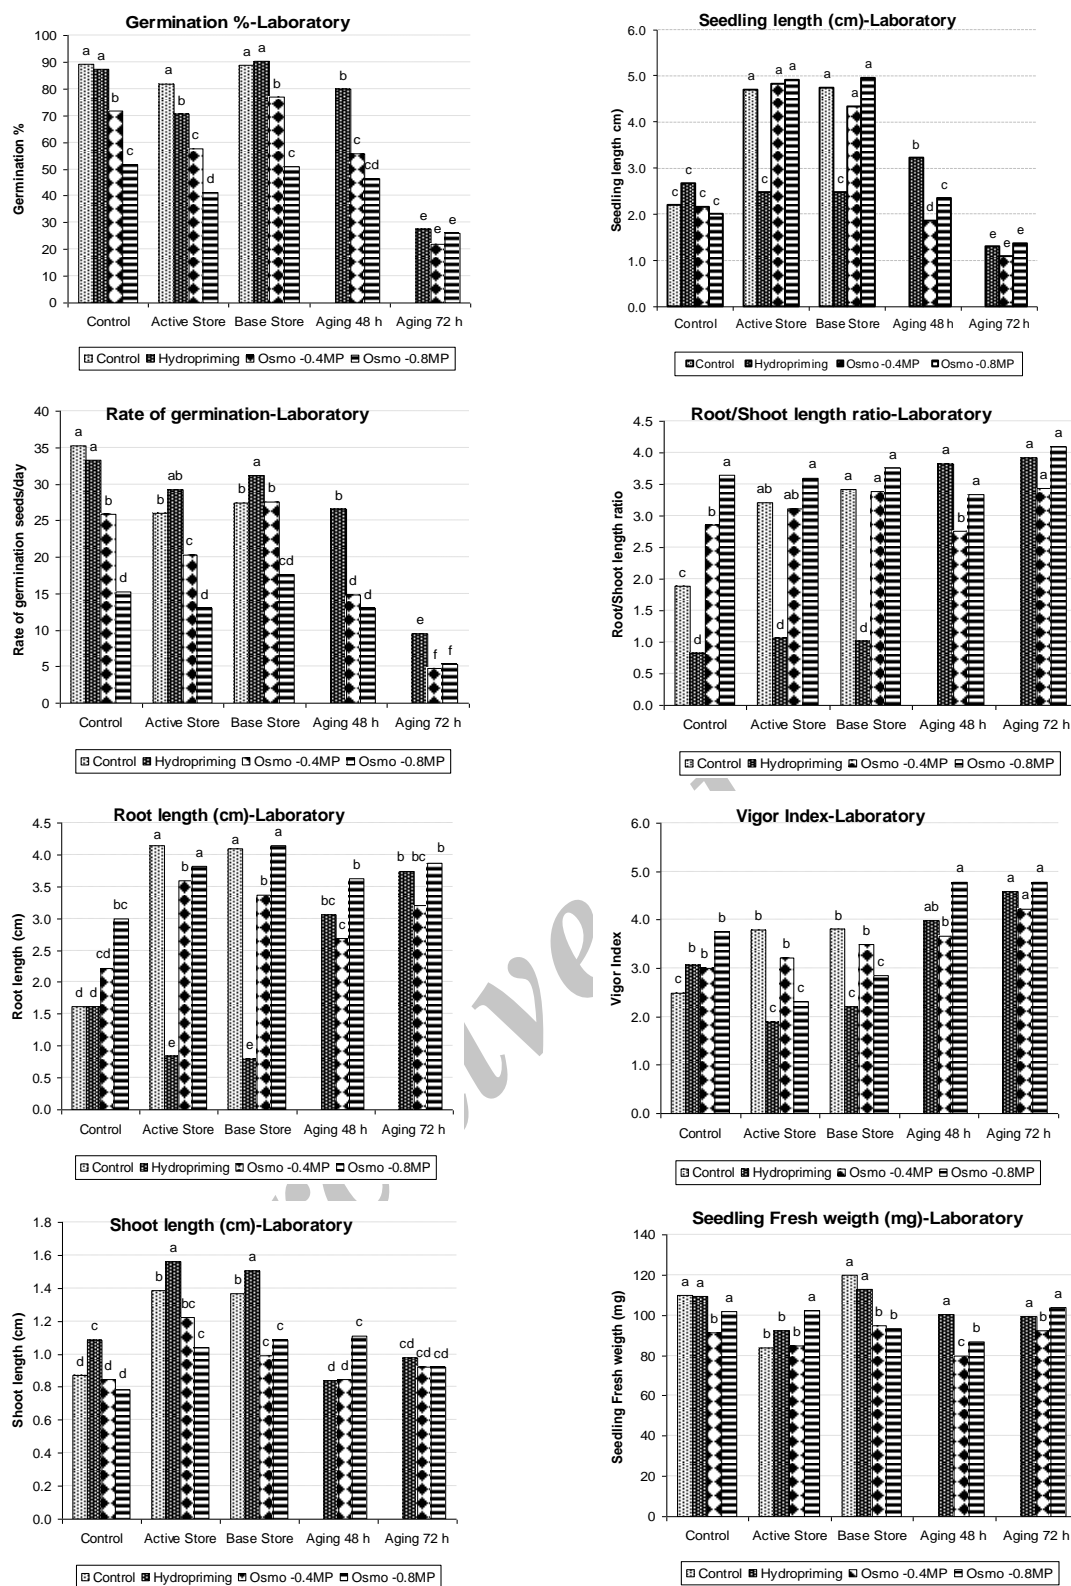 Germination %-Laboratory
100
90
80
70
60
50
40
30
20
10
0
Germination %
a a b c
a b c d
a a b c
b c cd
e e e
Control Active Store Base Store Aging 48 h Aging 72 h
Control Hydropriming Osmo -0.4MP Osmo -0.8MP
Seedling length (cm)-Laboratory
6.0
5.0
4.0
3.0
2.0
1.0
0.0
Seedling length cm)
c c c c
a c a a
a c a a
b d c
e e e
Control Active Store Base Store Aging 48 h Aging 72 h
Control Hydropriming Osmo -0.4MP Osmo -0.8MP
Rate of germination-Laboratory
40
35
30
25
20
15
10
5
0
Rate of germination seeds/day
a a b d
b ab c d
b a b cd
b d d
e f f
Control Active Store Base Store Aging 48 h Aging 72 h
Control Hydropriming Osmo -0.4MP Osmo -0.8MP
Root/Shoot length ratio-Laboratory
4.5
4.0
3.5
3.0
2.5
2.0
1.5
1.0
0.5
0.0
Root/Shoot length ratio
c d b a
ab d ab a
a d a a
a b a
a a a
Control Active Store Base Store Aging 48 h Aging 72 h
Control Hydropriming Osmo -0.4MP Osmo -0.8MP
Root length (cm)-Laboratory
4.5
4.0
3.5
3.0
2.5
2.0
1.5
1.0
0.5
0.0
Root length (cm)
d d cd bc
a e b a
a e b a
bc c b
b bc b
Control Active Store Base Store Aging 48 h Aging 72 h
Control Hydropriming Osmo -0.4MP Osmo -0.8MP
Vigor Index-Laboratory
6.0
5.0
4.0
3.0
2.0
1.0
0.0
Vigor Index
c b b b
a c b c
b c b c
ab b a
a a a
Control Active Store Base Store Aging 48 h Aging 72 h
Control Hydropriming Osmo -0.4MP Osmo -0.8MP
Shoot length (cm)-Laboratory
1.8
1.6
1.4
1.2
1.0
0.8
0.6
0.4
0.2
0.0
Shoot length (cm)
d c d d
b a bc c
b a c c
d d c
cd cd cd
Control Active Store Base Store Aging 48 h Aging 72 h
Control Hydropriming Osmo -0.4MP Osmo -0.8MP
Seedling Fresh weigth (mg)-Laboratory
140
120
100
80
60
40
20
0
Seedling Fresh weigth (mg)
a a b a
b b b a
a a b b
a c b
a b a
Control Active Store Base Store Aging 48 h Aging 72 h
Control Hydropriming Osmo -0.4MP Osmo -0.8MP